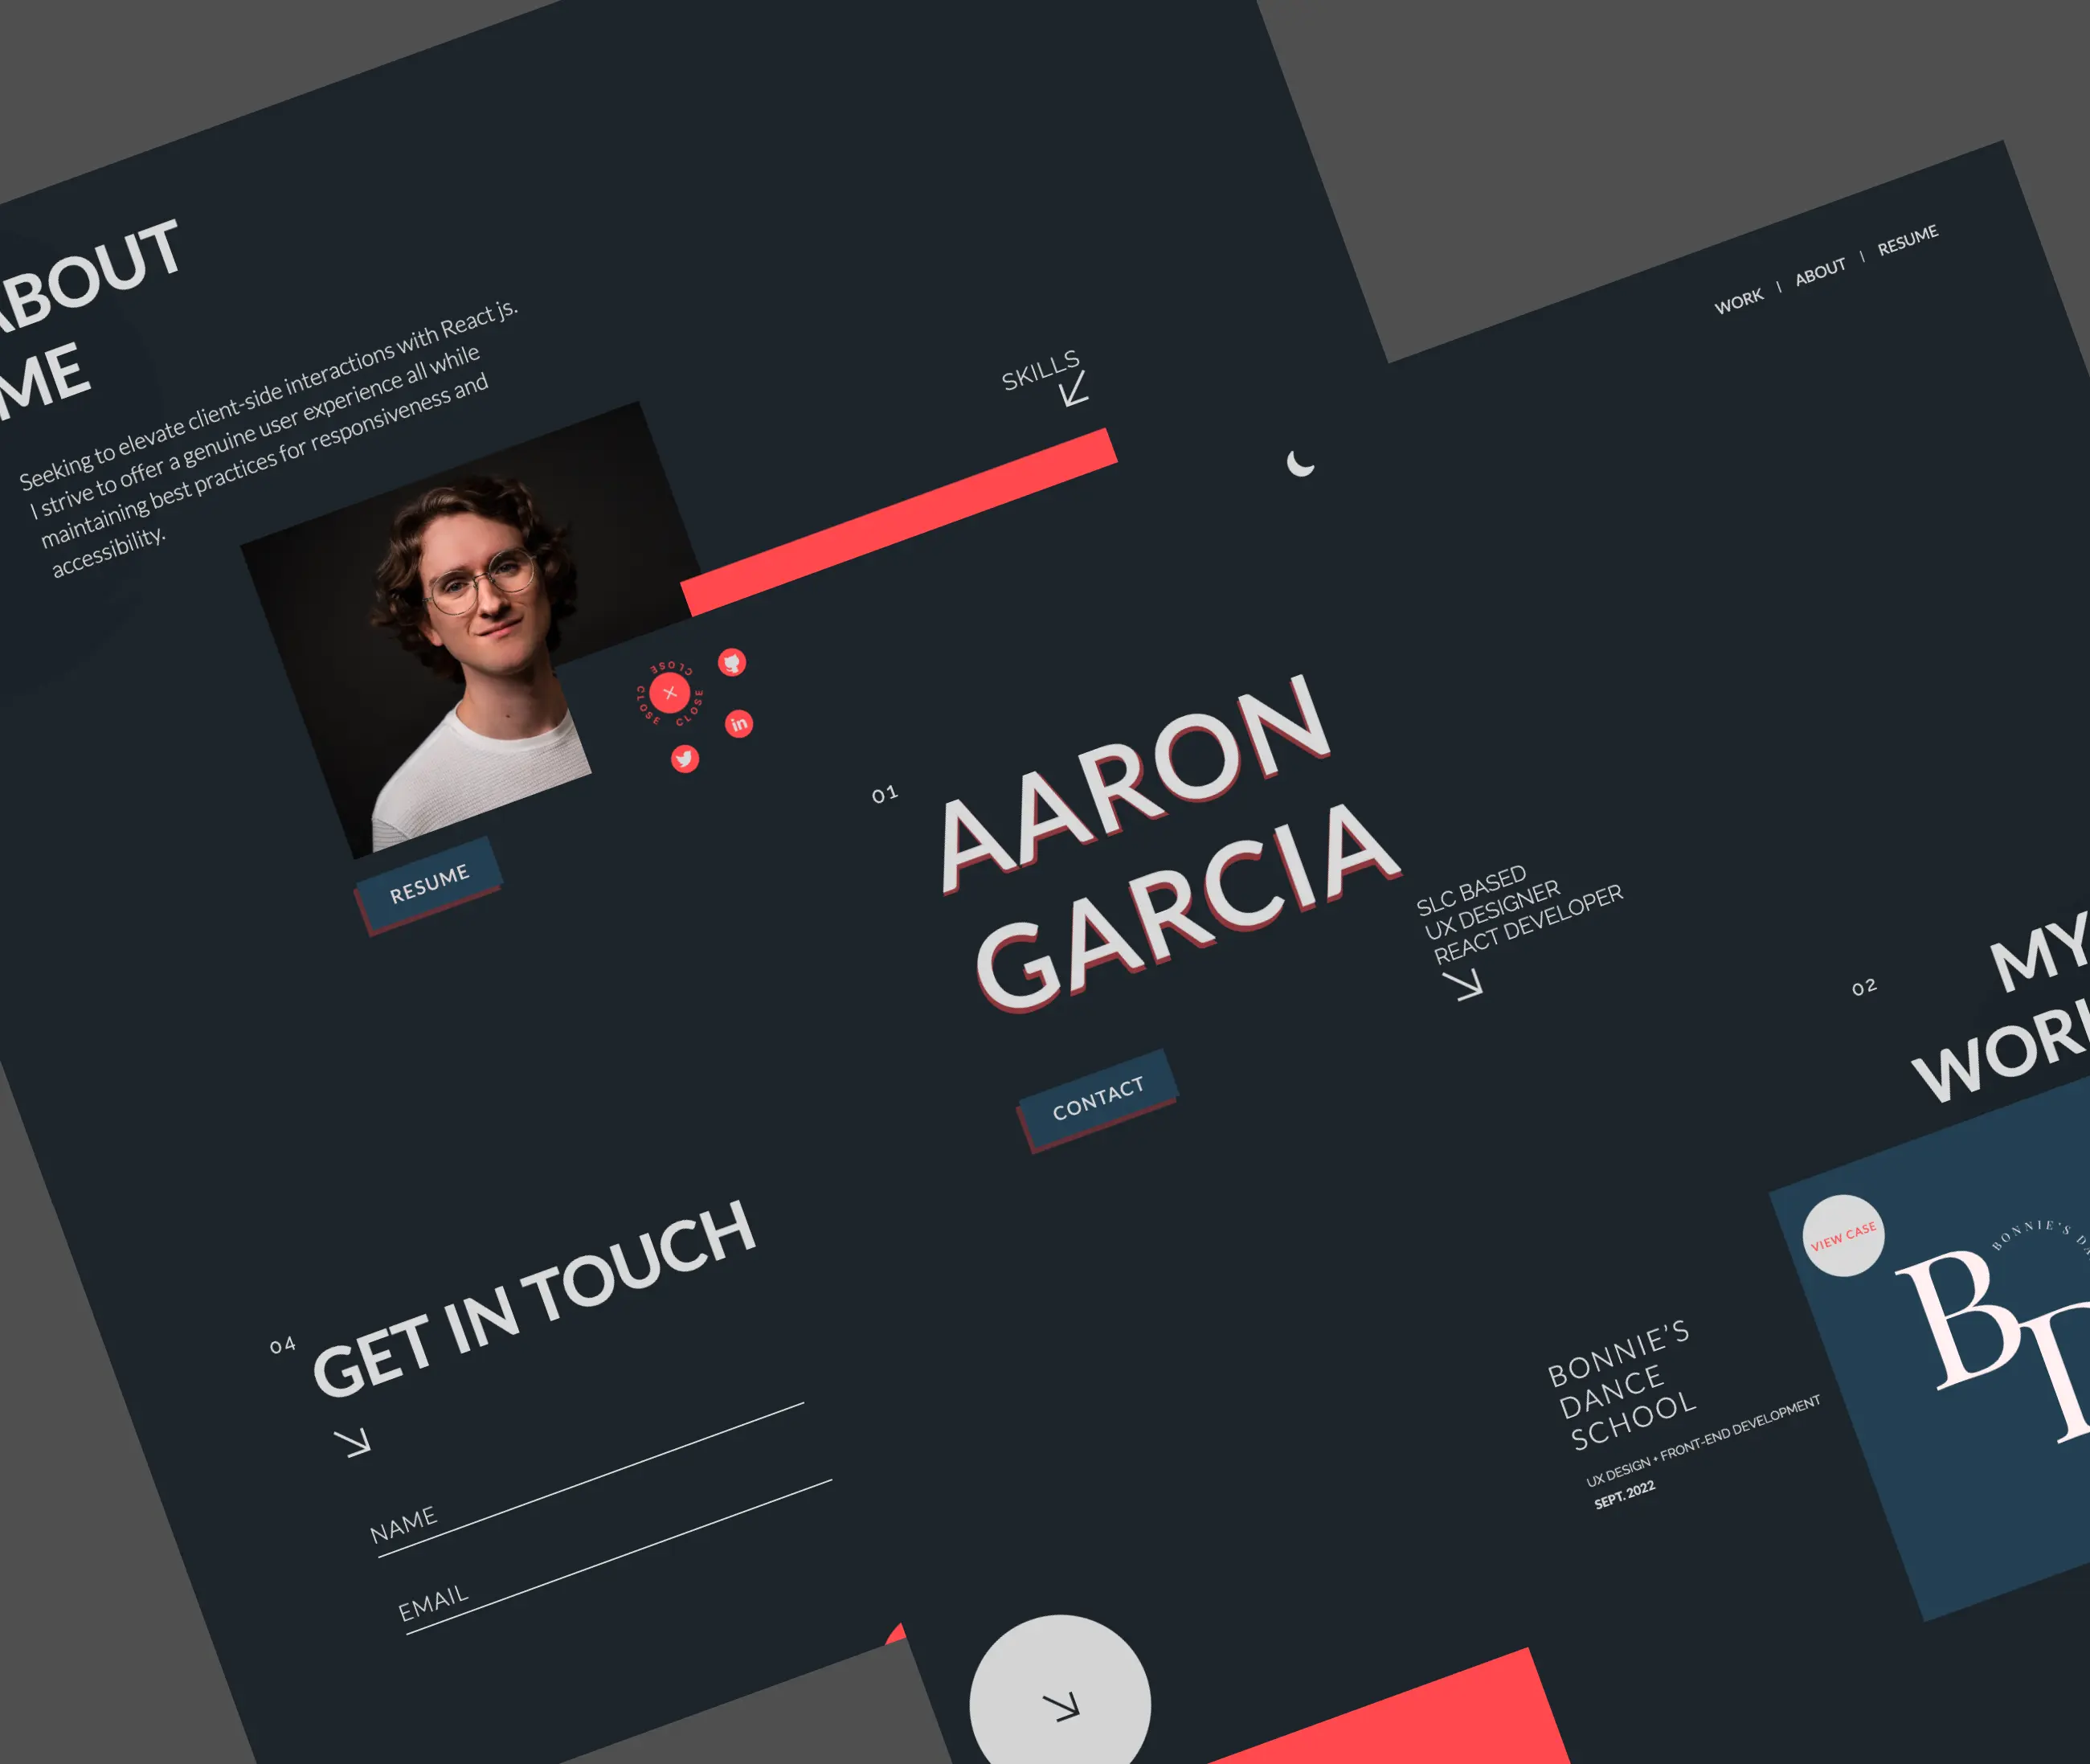 ABOUT
ME
Seeking to elevate client-side interactions with React js.
I strive to offer a genuine user experience all while
maintaining best practices for responsiveness and
accessibility.
SKILLS
CLOSE CLOSE CLOSE
in
RESUME
WORK | ABOUT | RESUME
01
AARON
GARCIA
SLC BASED
UX DESIGNER
REACT DEVELOPER
CONTACT
02
MY
VIEW CASE
BONNIE'S
BONNIE'S
DANCE
SCHOOL
UX DESIGN + FRONT-END DEVELOPMENT
SEPT. 2022
04
GET IN TOUCH
NAME
EMAIL